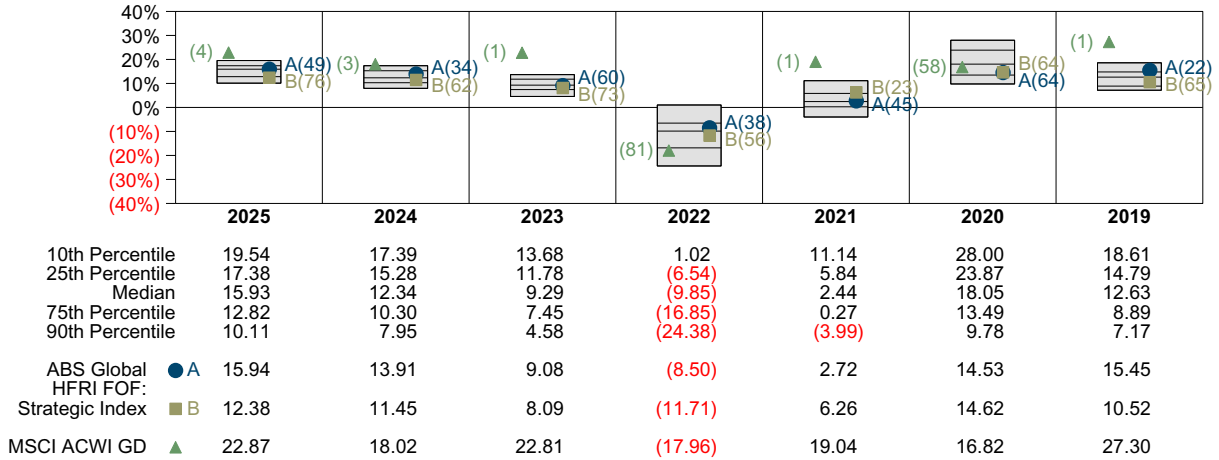 40%
30%
20%
10%
0%
(10%)
(20%)
(30%)
(40%)
(4) A(49) B(76)
(3) A(34) B(62)
(1) A(60) B(73)
(81) A(38) B(56)
(1) B(23) A(45)
(58) B(64) A(64)
(1) A(22) B(65)
2025 2024 2023 2022 2021 2020 2019
10th Percentile 19.54 17.39 13.68 1.02 11.14 28.00 18.61
25th Percentile 17.38 15.28 11.78 (6.54) 5.84 23.87 14.79
Median 15.93 12.34 9.29 (9.85) 2.44 18.05 12.63
75th Percentile 12.82 10.30 7.45 (16.85) 0.27 13.49 8.89
90th Percentile 10.11 7.95 4.58 (24.38) (3.99) 9.78 7.17
ABS Global A 15.94 13.91 9.08 (8.50) 2.72 14.53 15.45
HFRI FOF:
Strategic Index B 12.38 11.45 8.09 (11.71) 6.26 14.62 10.52
MSCI ACWI GD 22.87 18.02 22.81 (17.96) 19.04 16.82 27.30